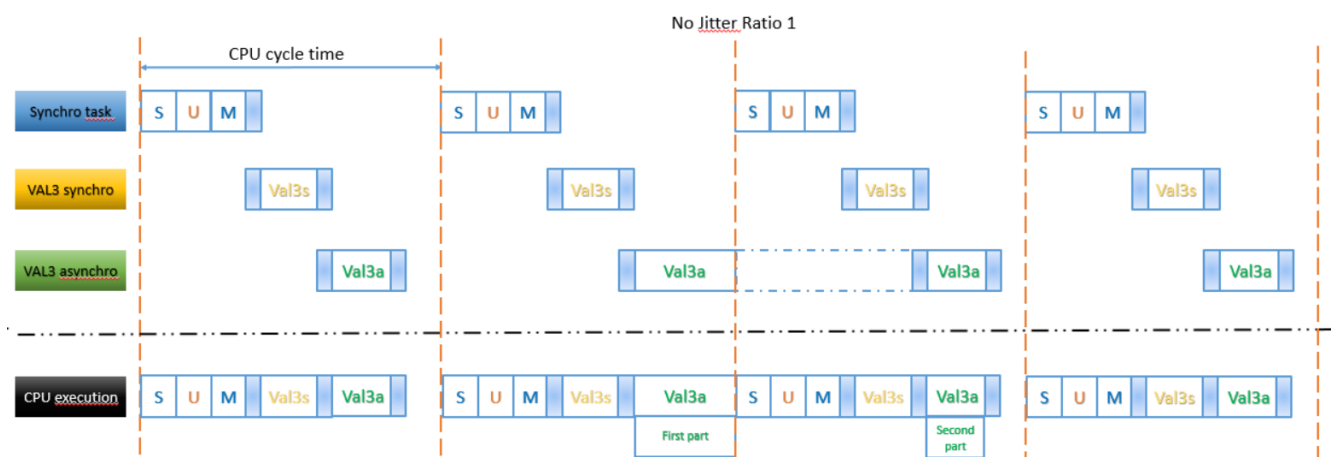 No Jitter Ratio 1
CPU cycle time
Synchro task S U M S U M S U M S U M
VAL3 synchro Val3s Val3s Val3s Val3s
VAL3 asynchro Val3a Val3a Val3a Val3a
CPU execution S U M Val3s Val3a S U M Val3s Val3a S U M Val3s Val3a S U M Val3s Val3a
First part Second
part